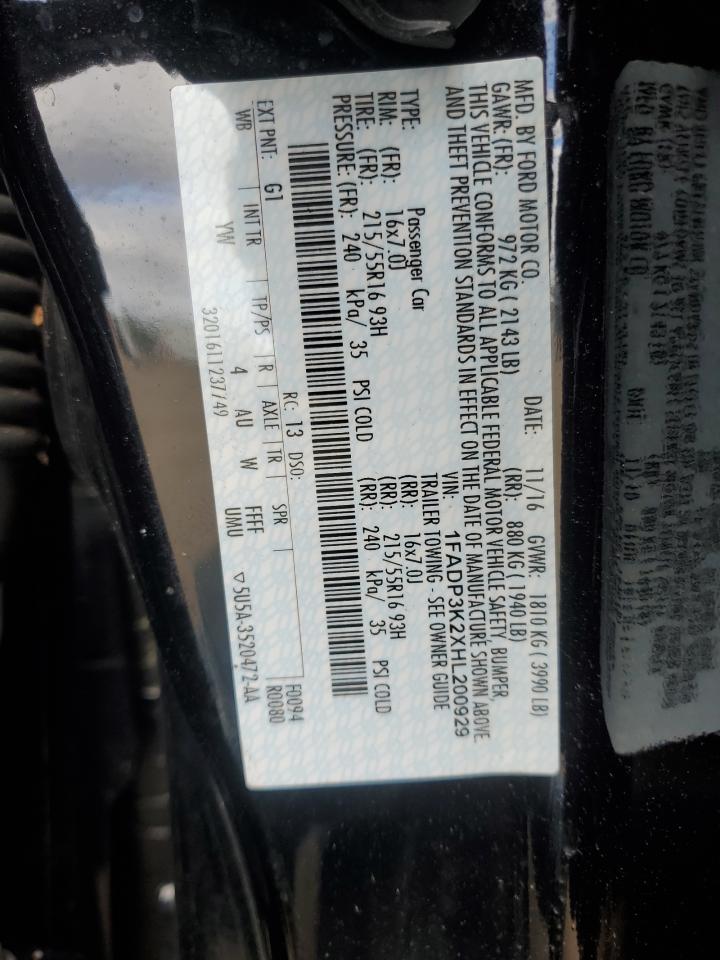 MFD. BY FORD MOTOR CO. DATE: 11/16 GVWR: 1810 KG ( 3990 LB)
GAWR: (FR): 972 KG ( 2143 LB) (RR): 880 KG ( 1940 LB)
THIS VEHICLE CONFORMS TO ALL APPLICABLE FEDERAL MOTOR VEHICLE SAFETY, BUMPER,
AND THEFT PREVENTION STANDARDS IN EFFECT ON THE DATE OF MANUFACTURE SHOWN ABOVE.
VIN: 1FADP3K2XHL200929
TYPE: Passenger Car TRAILER TOWING - SEE OWNER GUIDE
RIM: (FR): 16x7.0J (RR): 16x7.0J
TIRE: (FR): 215/55R16 93H (RR): 215/55R16 93H
PRESSURE: (FR): 240 kPa/ 35 PSI COLD (RR): 240 kPa/ 35 PSI COLD
F0094
EXT PNT: G1 RC: 13 DSO: R0080
WB INT TR TP/PS R AXLE TR SPR
YW 4 AU W FFFF UMU
3201611237749 ▽5U5A-3520472-AA